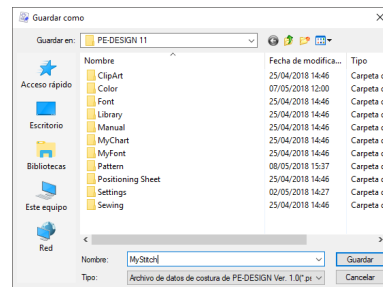 Guardar como
Guardar en: PE-DESIGN 11
Nombre Fecha de modifica... Tipo
ClipArt 25/04/2018 14:46 Carpeta
Color 07/05/2018 12:00 Carpeta
Font 25/04/2018 14:46 Carpeta
Library 25/04/2018 14:46 Carpeta
Manual 25/04/2018 14:46 Carpeta
MyChart 25/04/2018 14:46 Carpeta
MyFont 25/04/2018 14:46 Carpeta
Pattern 08/05/2018 15:37 Carpeta
Positioning Sheet 25/04/2018 14:46 Carpeta
Settings 02/05/2018 14:27 Carpeta
Sewing 25/04/2018 14:46 Carpeta
Acceso rápido
Escritorio
Bibliotecas
Este equipo
Red
Nombre: MyStitch Guardar
Tipo: Archivo de datos de costura de PE-DESIGN Ver. 1.0(*.pe Cancelar